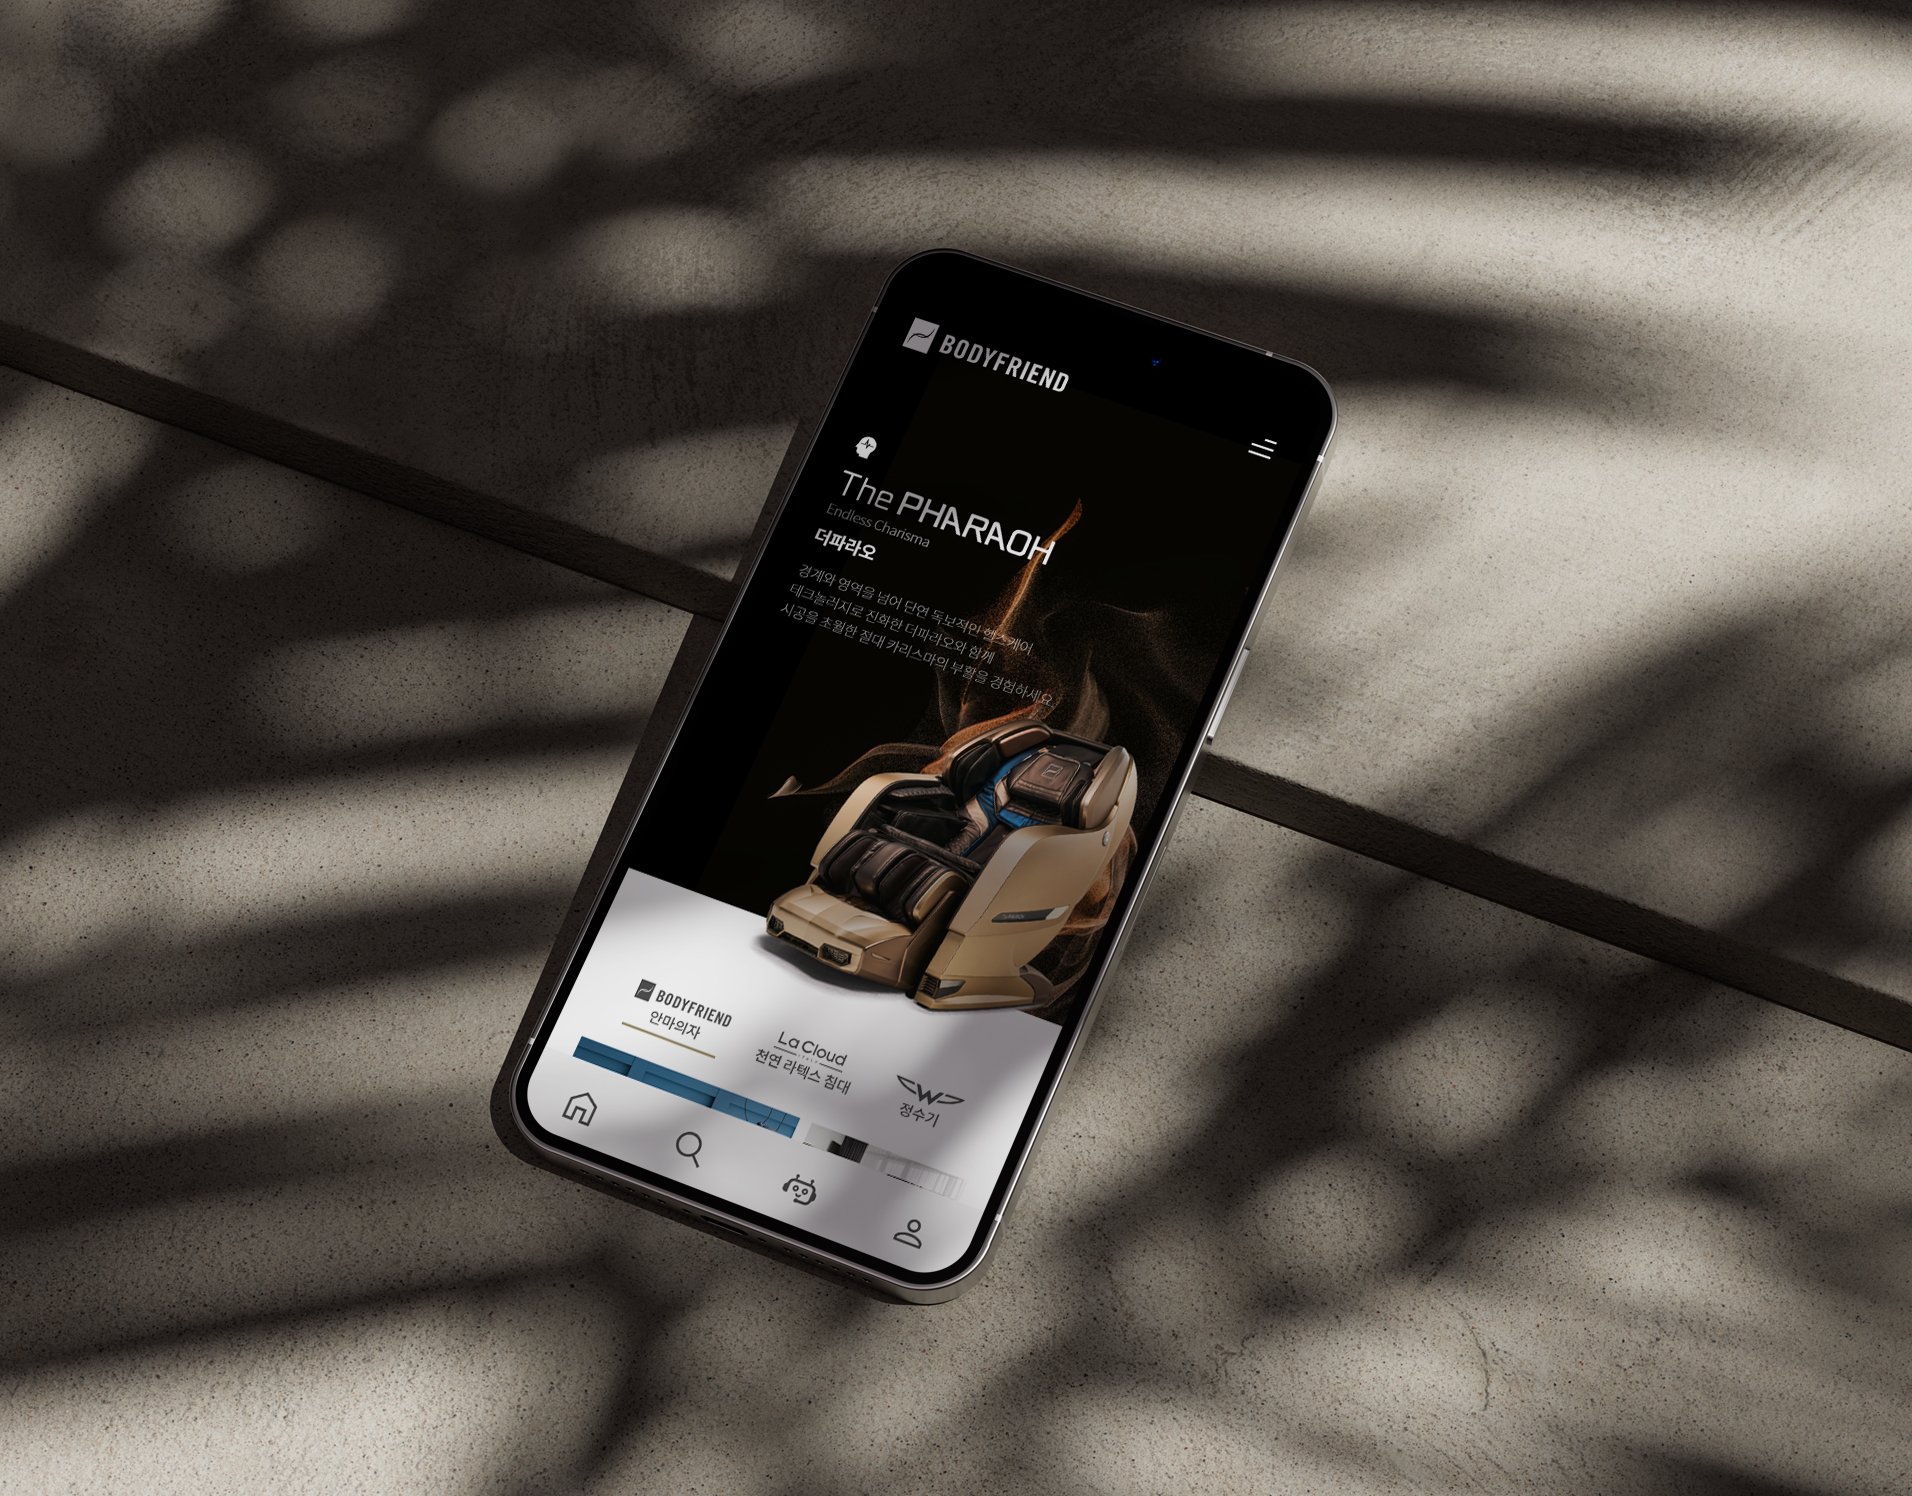 BODYFRIEND
The PHARAOH
Endless Charisma
더파라오
경계와 영역을 넘어 단연 독보적인 헬스케어
테크놀러지로 진화한 더파라오와 함께
시공을 초월한 절대 카리스마의 부활을 경험하세요.
BODYFRIEND
안마의자
La Cloud
천연 라텍스 침대
CWP
정수기